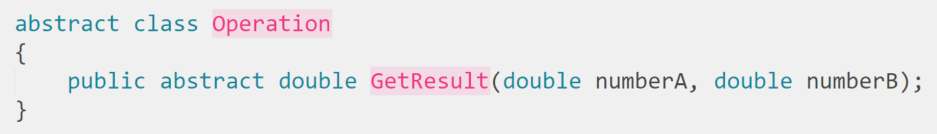 abstract class Operation
{
    public abstract double GetResult(double numberA, double numberB);
}